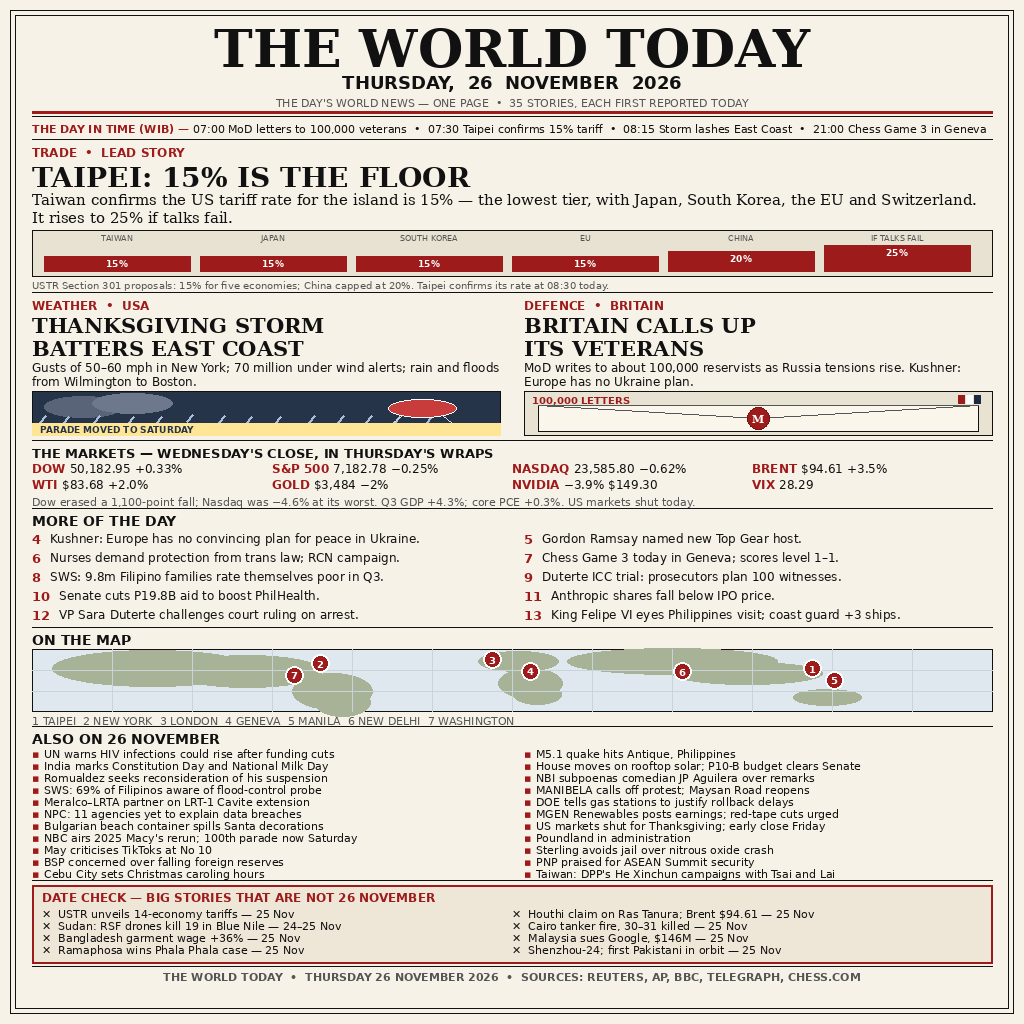 THE WORLD TODAY
THURSDAY, 26 NOVEMBER 2026
THE DAY'S WORLD NEWS — ONE PAGE • 35 STORIES, EACH FIRST REPORTED TODAY
THE DAY IN TIME (WIB) — 07:00 MoD letters to 100,000 veterans • 07:30 Taipei confirms 15% tariff • 08:15 Storm lashes East Coast • 21:00 Chess Game 3 in Geneva
TRADE • LEAD STORY
TAIPEI: 15% IS THE FLOOR
Taiwan confirms the US tariff rate for the island is 15% — the lowest tier, with Japan, South Korea, the EU and Switzerland.
It rises to 25% if talks fail.
TAIWAN JAPAN SOUTH KOREA EU CHINA IF TALKS FAIL
15% 15% 15% 15% 20% 25%
USTR Section 301 proposals: 15% for five economies; China capped at 20%. Taipei confirms its rate at 08:30 today.
WEATHER • USA
THANKSGIVING STORM
BATTERS EAST COAST
Gusts of 50–60 mph in New York; 70 million under wind alerts; rain and floods
from Wilmington to Boston.
PARADE MOVED TO SATURDAY
DEFENCE • BRITAIN
BRITAIN CALLS UP
ITS VETERANS
MoD writes to about 100,000 reservists as Russia tensions rise. Kushner:
Europe has no Ukraine plan.
100,000 LETTERS
M
THE MARKETS — WEDNESDAY'S CLOSE, IN THURSDAY'S WRAPS
DOW 50,182.95 +0.33% S&P 500 7,182.78 −0.25% NASDAQ 23,585.80 −0.62% BRENT $94.61 +3.5%
WTI $83.68 +2.0% GOLD $3,484 −2% NVIDIA −3.9% $149.30 VIX 28.29
Dow erased a 1,100-point fall; Nasdaq was −4.6% at its worst. Q3 GDP +4.3%; core PCE +0.3%. US markets shut today.
MORE OF THE DAY
4 Kushner: Europe has no convincing plan for peace in Ukraine.
5 Gordon Ramsay named new Top Gear host.
6 Nurses demand protection from trans law; RCN campaign.
7 Chess Game 3 today in Geneva; scores level 1–1.
8 SWS: 9.8m Filipino families rate themselves poor in Q3.
9 Duterte ICC trial: prosecutors plan 100 witnesses.
10 Senate cuts P19.8B aid to boost PhilHealth.
11 Anthropic shares fall below IPO price.
12 VP Sara Duterte challenges court ruling on arrest.
13 King Felipe VI eyes Philippines visit; coast guard +3 ships.
ON THE MAP
7 2 3 4 6 1 5
1 TAIPEI 2 NEW YORK 3 LONDON 4 GENEVA 5 MANILA 6 NEW DELHI 7 WASHINGTON
ALSO ON 26 NOVEMBER
▪ UN warns HIV infections could rise after funding cuts
▪ India marks Constitution Day and National Milk Day
▪ Romualdez seeks reconsideration of his suspension
▪ SWS: 69% of Filipinos aware of flood-control probe
▪ Meralco–LRTA partner on LRT-1 Cavite extension
▪ NPC: 11 agencies yet to explain data breaches
▪ Bulgarian beach container spills Santa decorations
▪ NBC airs 2025 Macy's rerun; 100th parade now Saturday
▪ May criticises TikToks at No 10
▪ BSP concerned over falling foreign reserves
▪ Cebu City sets Christmas caroling hours
▪ M5.1 quake hits Antique, Philippines
▪ House moves on rooftop solar; P10-B budget clears Senate
▪ NBI subpoenas comedian JP Aguilera over remarks
▪ MANIBELA calls off protest; Maysan Road reopens
▪ DOE tells gas stations to justify rollback delays
▪ MGEN Renewables posts earnings; red-tape cuts urged
▪ US markets shut for Thanksgiving; early close Friday
▪ Poundland in administration
▪ Sterling avoids jail over nitrous oxide crash
▪ PNP praised for ASEAN Summit security
▪ Taiwan: DPP's He Xinchun campaigns with Tsai and Lai
DATE CHECK — BIG STORIES THAT ARE NOT 26 NOVEMBER
✕ USTR unveils 14-economy tariffs — 25 Nov
✕ Sudan: RSF drones kill 19 in Blue Nile — 24–25 Nov
✕ Bangladesh garment wage +36% — 25 Nov
✕ Ramaphosa wins Phala Phala case — 25 Nov
✕ Houthi claim on Ras Tanura; Brent $94.61 — 25 Nov
✕ Cairo tanker fire, 30–31 killed — 25 Nov
✕ Malaysia sues Google, $146M — 25 Nov
✕ Shenzhou-24; first Pakistani in orbit — 25 Nov
THE WORLD TODAY • THURSDAY 26 NOVEMBER 2026 • SOURCES: REUTERS, AP, BBC, TELEGRAPH, CHESS.COM